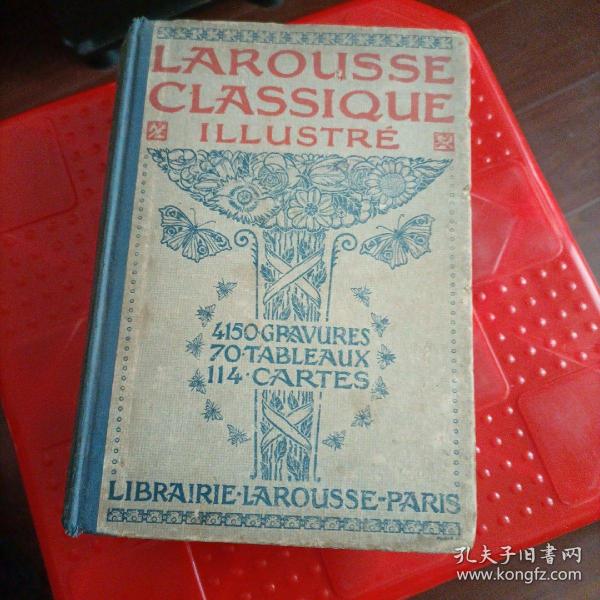 LAROUSSE
CLASSIQUE
ILLUSTRÉ
4150·GRAVURES
70·TABLEAUX
114·CARTES
LIBRAIRIE·LAROUSSE-PARIS
孔夫子旧书网
www.kongfz.com